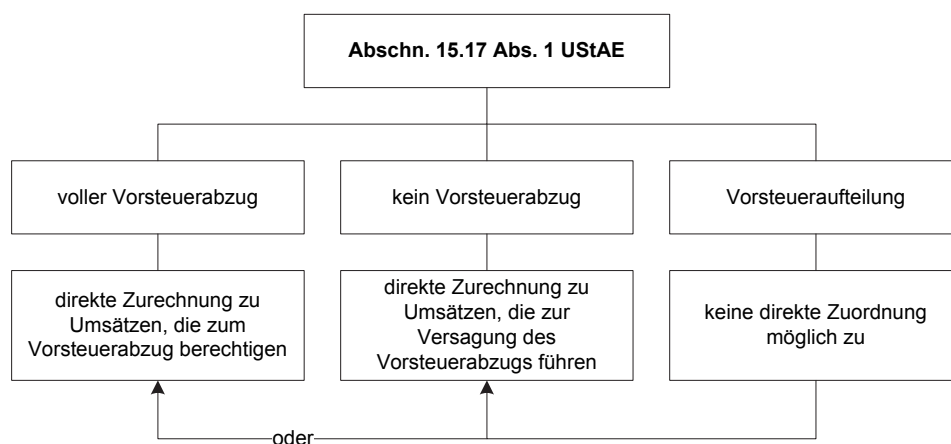 Abschn. 15.17 Abs. 1 UStAE
voller Vorsteuerabzug
kein Vorsteuerabzug
Vorsteueraufteilung
direkte Zurechnung zu
Umsätzen, die zum
Vorsteuerabzug berechtigen
direkte Zurechnung zu
Umsätzen, die zur
Versagung des
Vorsteuerabzugs führen
keine direkte Zuordnung
möglich zu
oder